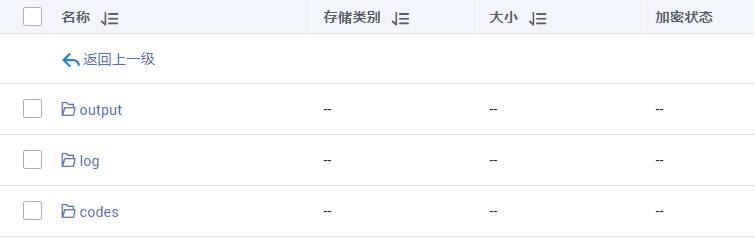 名称 存储类别 大小 加密状态
返回上一级
output -- -- --
log -- -- --
codes -- -- --